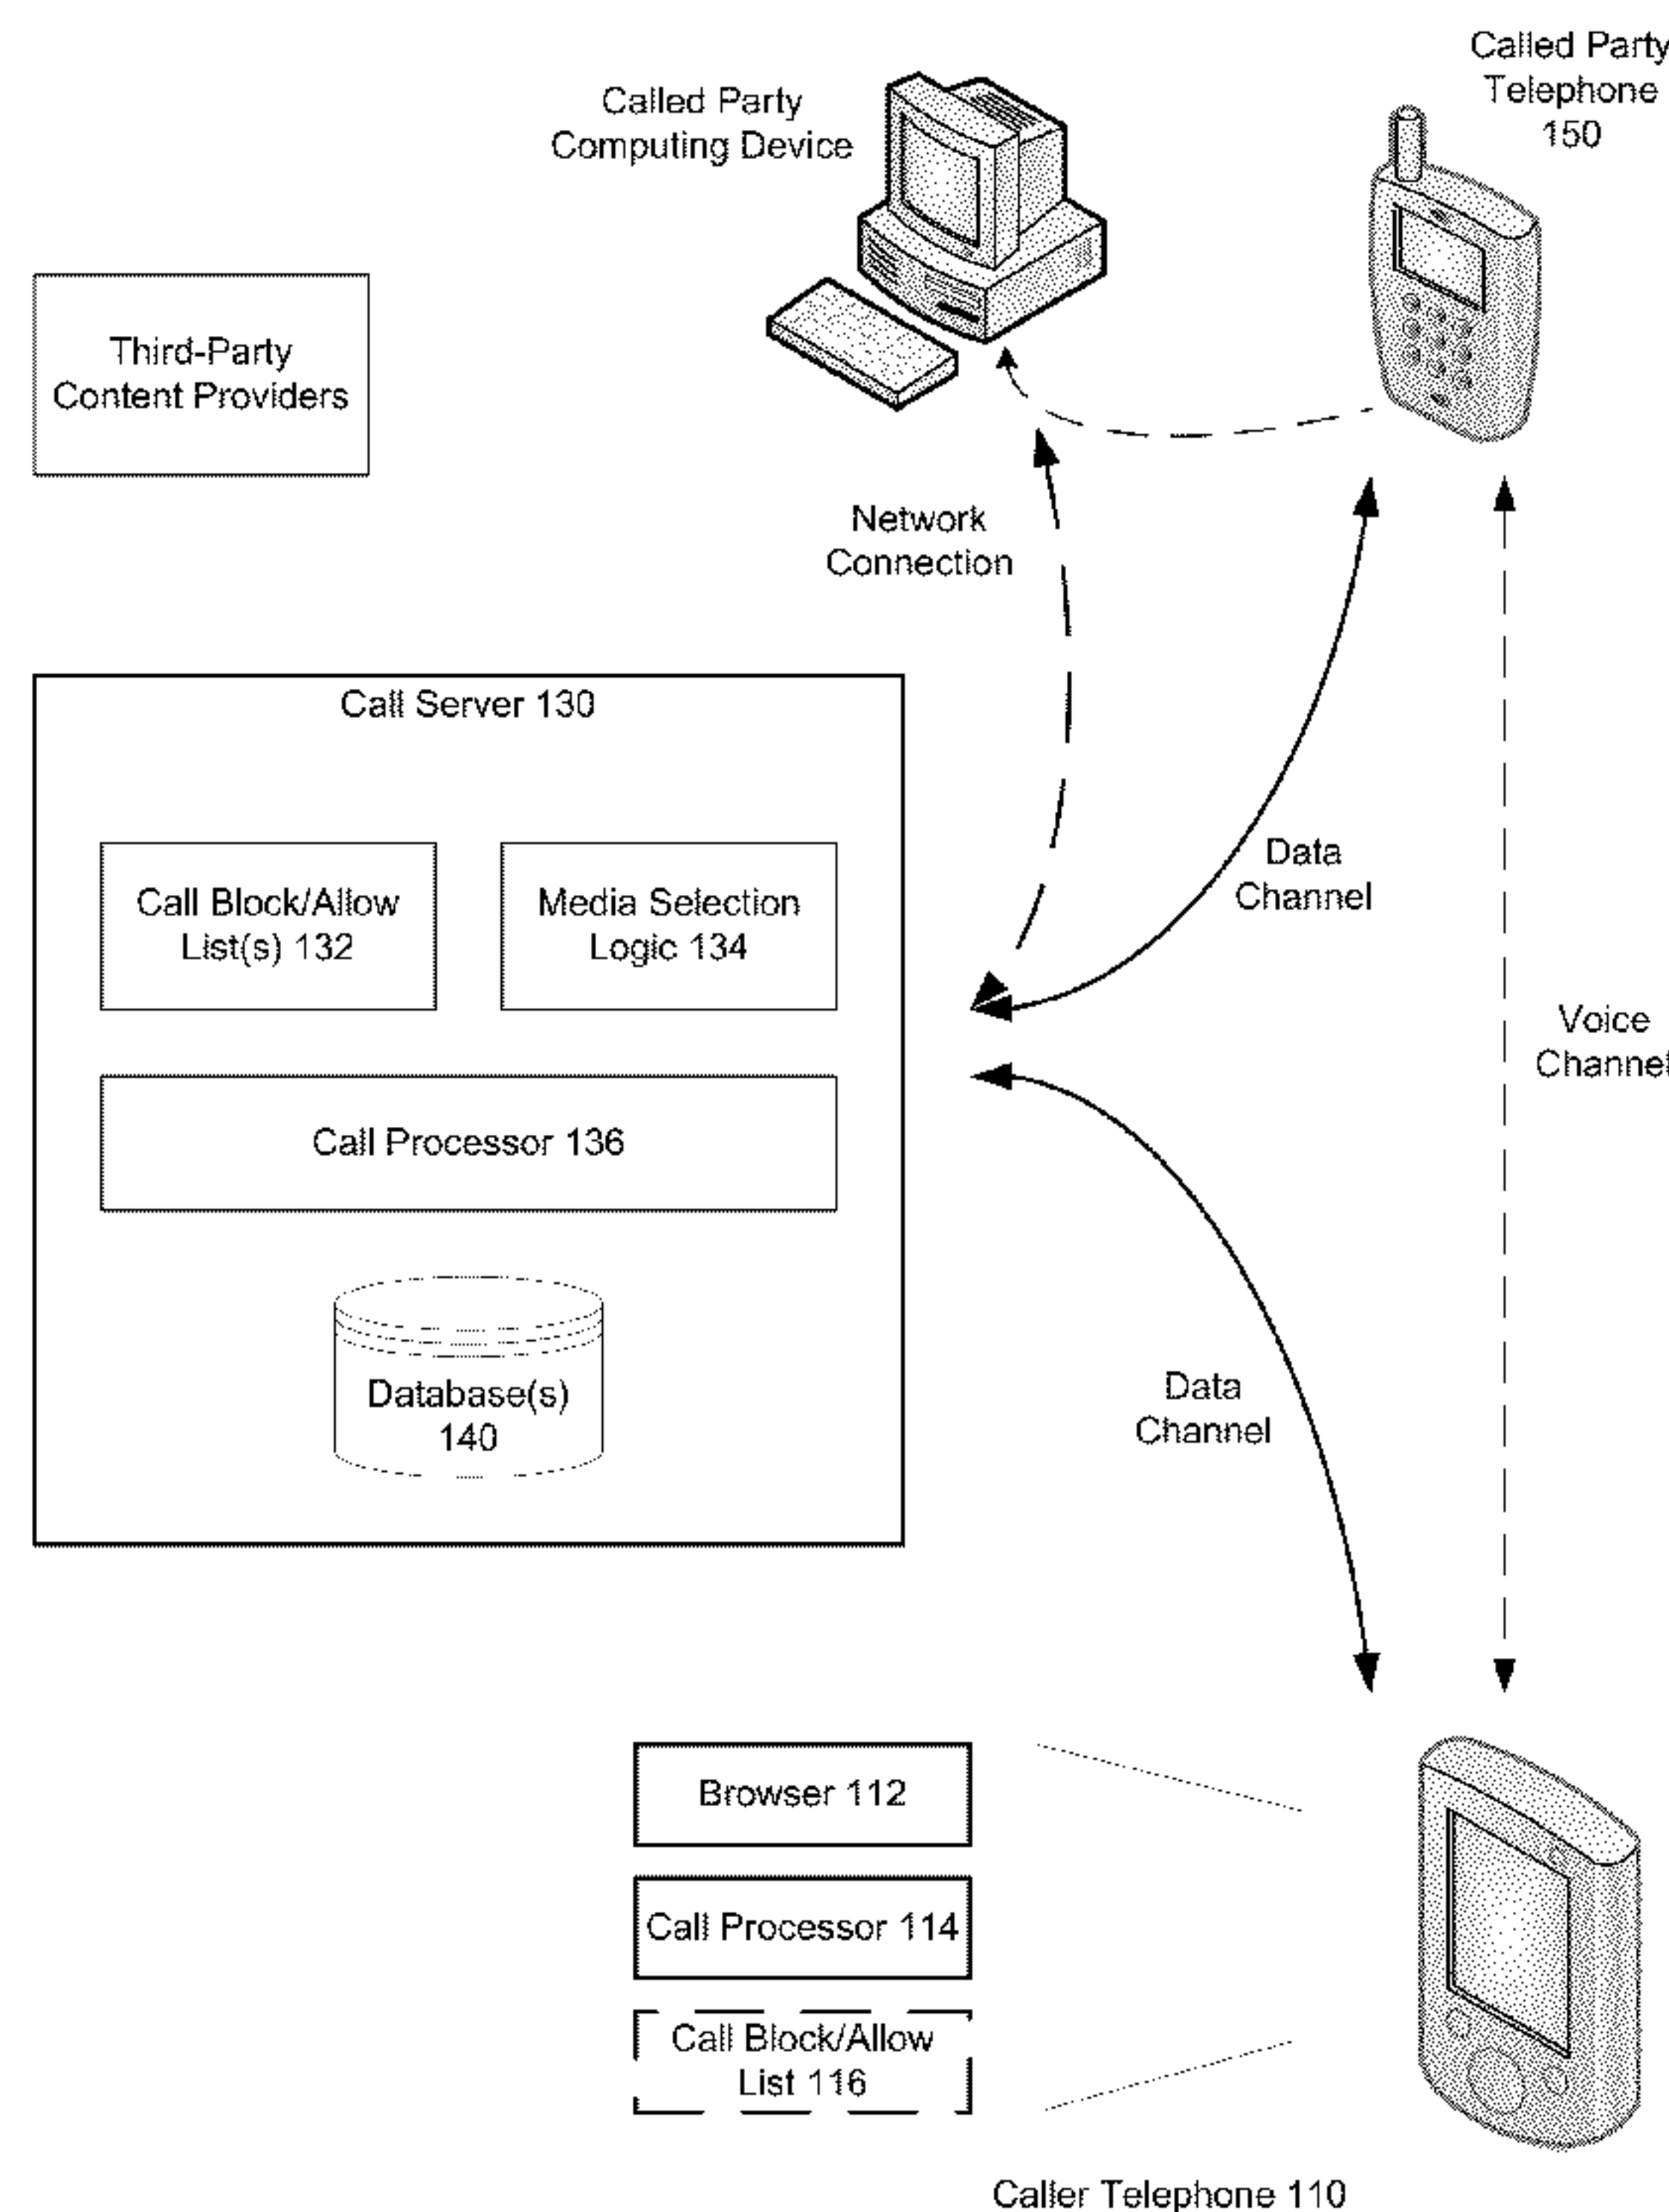 Called Party
Telephone
150
Called Party
Computing Device
Third-Party
Content Providers
Network
Connection
Call Server 130
Call Block/Allow
List(s) 132
Media Selection
Logic 134
Data
Channel
Voice
Channel
Call Processor 136
Database(s)
140
Data
Channel
Browser 112
Call Processor 114
Call Block/Allow
List 116
Caller Telephone 110